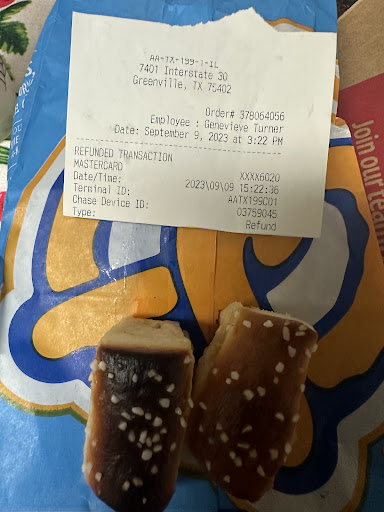 AA-TX-199-1-IL
7401 Interstate 30
Greenville, TX 75402
Order# 378064056
Employee : Genevieve Turner
Date: September 9, 2023 at 3:22 PM
REFUNDED TRANSACTION
MASTERCARD XXXX6020
Date/Time: 2023\09\09 15:22:36
Terminal ID: AATX199C01
Chase Device ID: 03759045
Type: Refund
Join our team